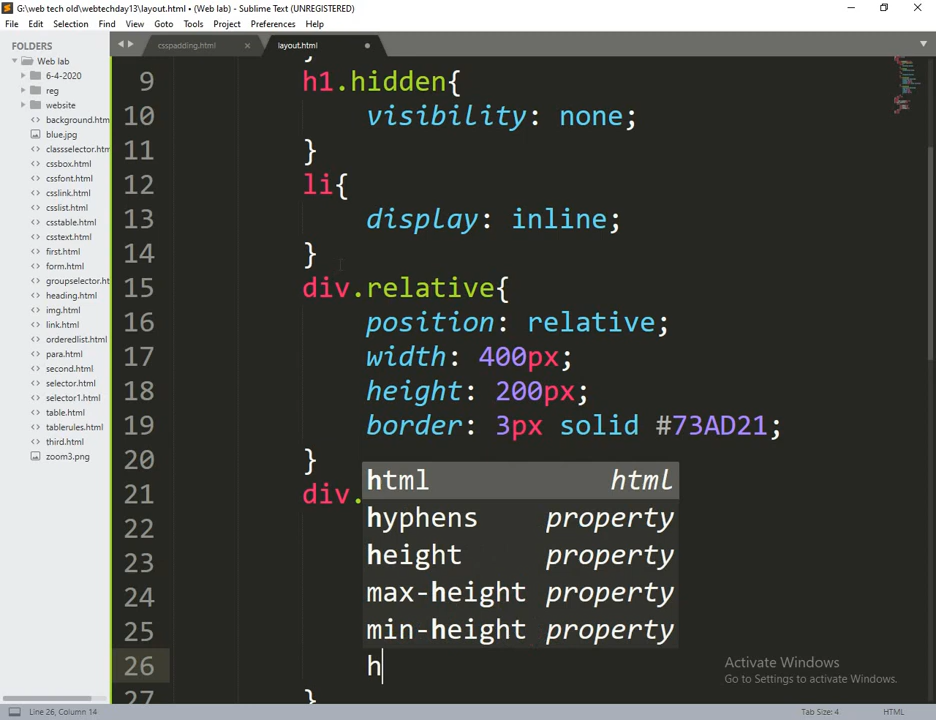 G:\web tech old\webtechday13\layout.html • (Web lab) - Sublime Text (UNREGISTERED)
File Edit Selection Find View Goto Tools Project Preferences Help
FOLDERS
Web lab
6-4-2020
reg
website
background.htm
blue.jpg
classselector.htm
cssbox.html
cssfont.html
csslink.html
csslist.html
csstable.html
csstext.html
first.html
form.html
groupselector.ht
heading.html
img.html
link.html
orderedlist.html
para.html
second.html
selector.html
selector1.html
table.html
tablerules.html
third.html
zoom3.png
csspadding.html × layout.html
9 h1.hidden{
10 visibility: none;
11 }
12 li{
13 display: inline;
14 }
15 div.relative{
16 position: relative;
17 width: 400px;
18 height: 200px;
19 border: 3px solid #73AD21;
20 }
21 div.
22
23
24
25
26 h
27 }
html html
hyphens property
height property
max-height property
min-height property
Activate Windows
Go to Settings to activate Windows.
Line 26, Column 14 Tab Size: 4 HTML